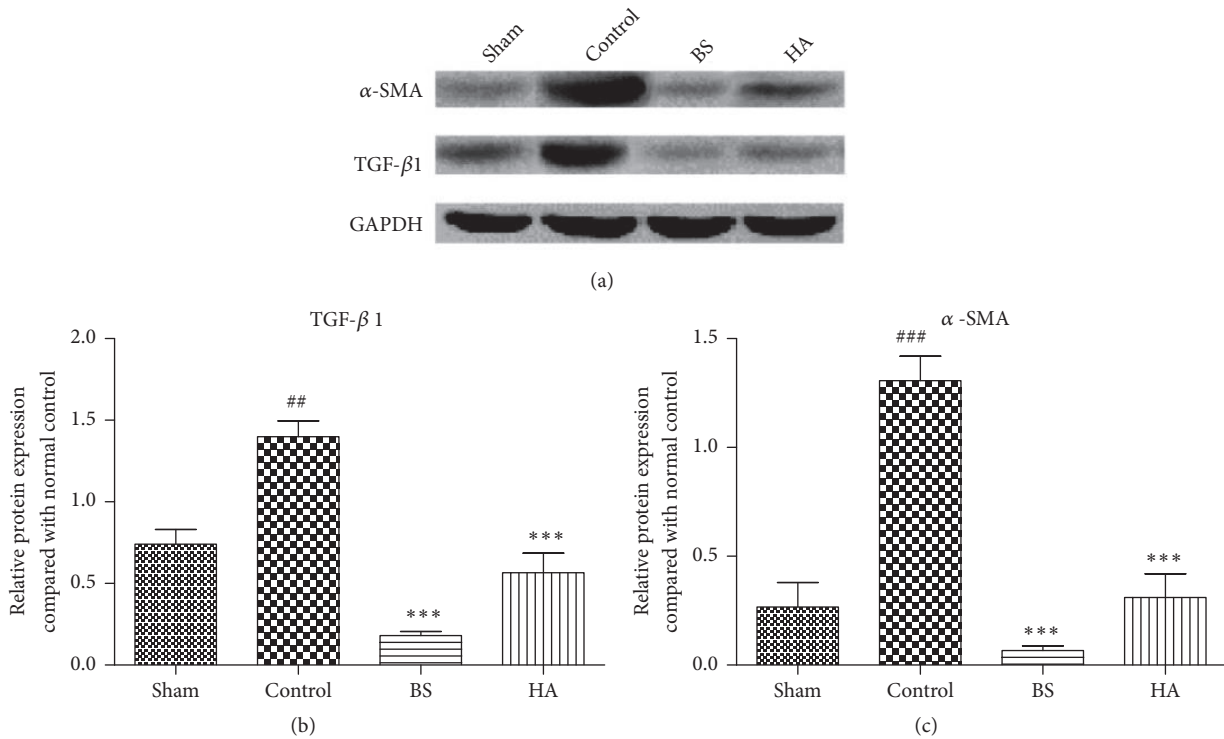 Sham Control BS HA
α-SMA
TGF-β1
GAPDH
(a)
TGF-β 1
Relative protein expression
compared with normal control
2.0
1.5
1.0
0.5
0.0
##
***
***
Sham Control BS HA
(b)
α -SMA
Relative protein expression
compared with normal control
1.5
1.0
0.5
0.0
###
***
***
Sham Control BS HA
(c)